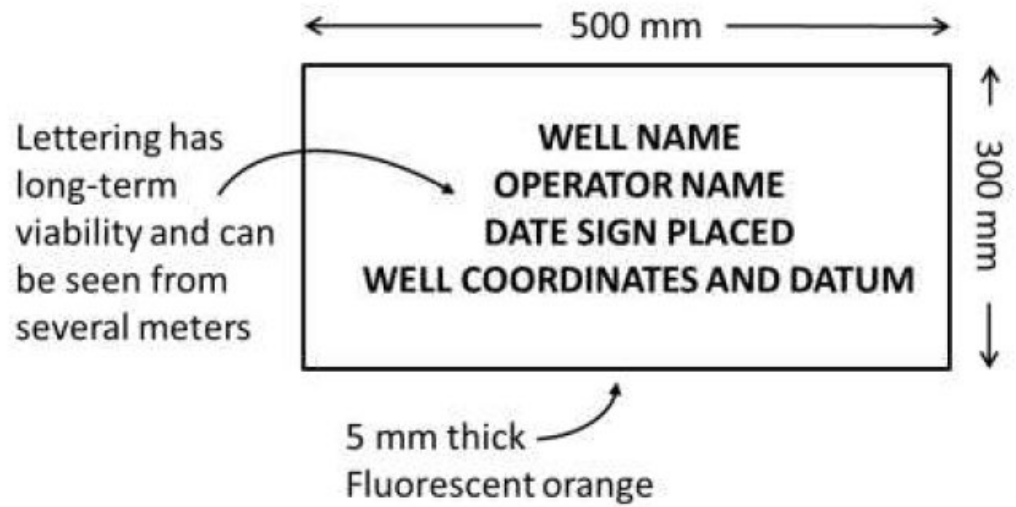 500 mm
Lettering has
long-term
viability and can
be seen from
several meters
WELL NAME
OPERATOR NAME
DATE SIGN PLACED
WELL COORDINATES AND DATUM
300 mm
5 mm thick
Fluorescent orange